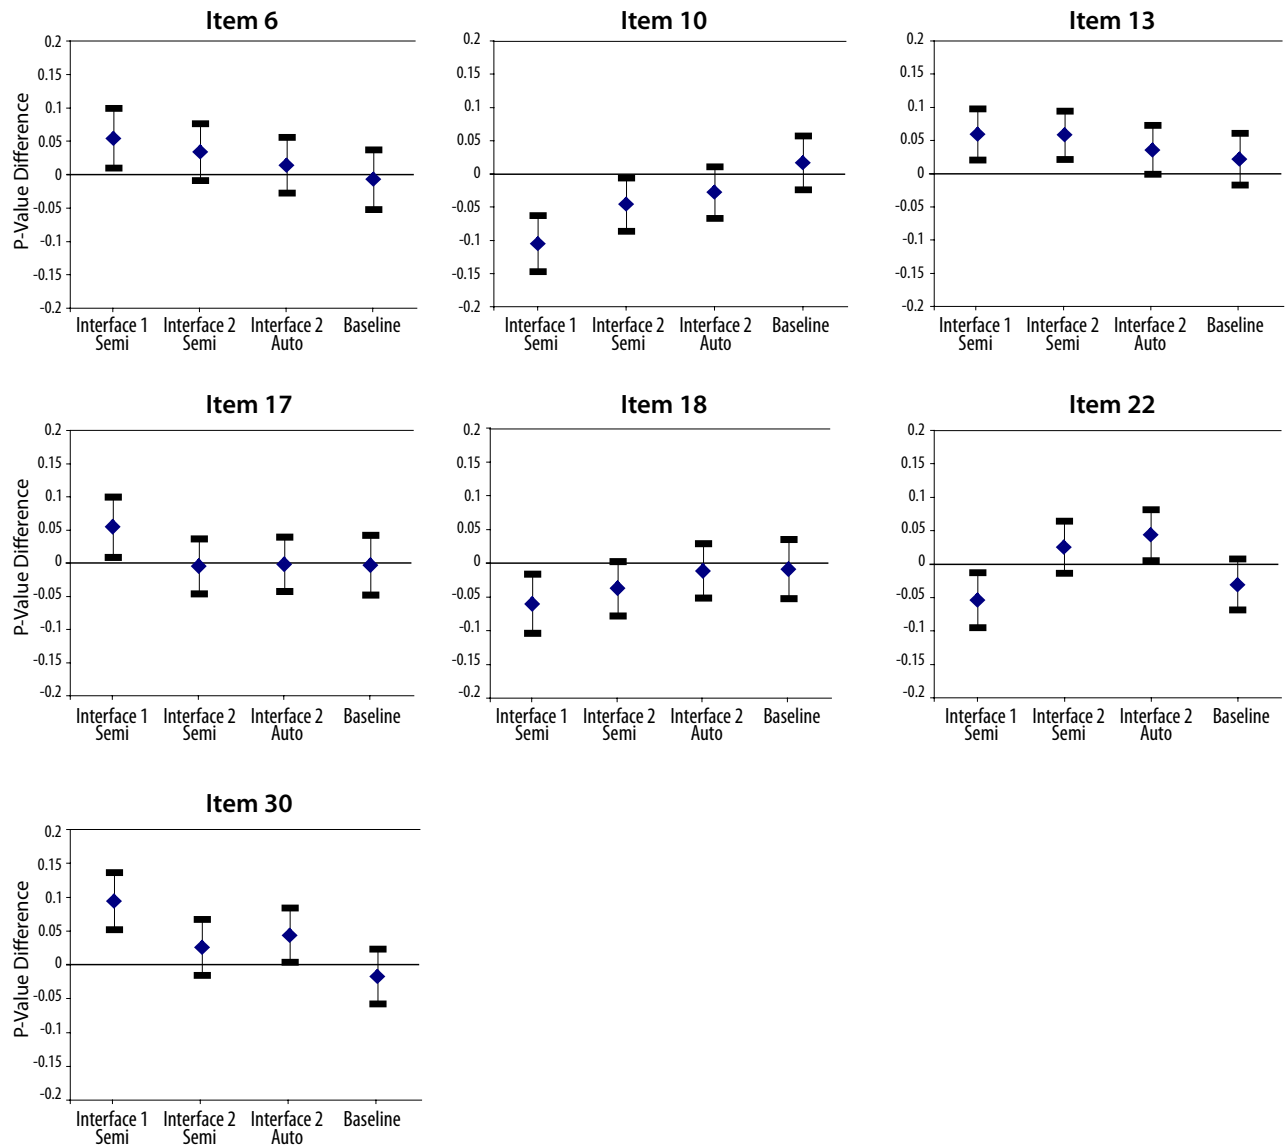 Item 6
P-Value Difference
0.2
0.15
0.1
0.05
0
-0.05
-0.1
-0.15
-0.2
Interface 1 Interface 2 Interface 2 Baseline
Semi Semi Auto
Item 10
0.2
0.15
0.1
0.05
0
-0.05
-0.1
-0.15
-0.2
Interface 1 Interface 2 Interface 2 Baseline
Semi Semi Auto
Item 13
0.2
0.15
0.1
0.05
0
-0.05
-0.1
-0.15
-0.2
Interface 1 Interface 2 Interface 2 Baseline
Semi Semi Auto
Item 17
P-Value Difference
0.2
0.15
0.1
0.05
0
-0.05
-0.1
-0.15
-0.2
Interface 1 Interface 2 Interface 2 Baseline
Semi Semi Auto
Item 18
0.2
0.15
0.1
0.05
0
-0.05
-0.1
-0.15
-0.2
Interface 1 Interface 2 Interface 2 Baseline
Semi Semi Auto
Item 22
0.2
0.15
0.1
0.05
0
-0.05
-0.1
-0.15
-0.2
Interface 1 Interface 2 Interface 2 Baseline
Semi Semi Auto
Item 30
P-Value Difference
0.2
0.15
0.1
0.05
0
-0.05
-0.1
-0.15
-0.2
Interface 1 Interface 2 Interface 2 Baseline
Semi Semi Auto